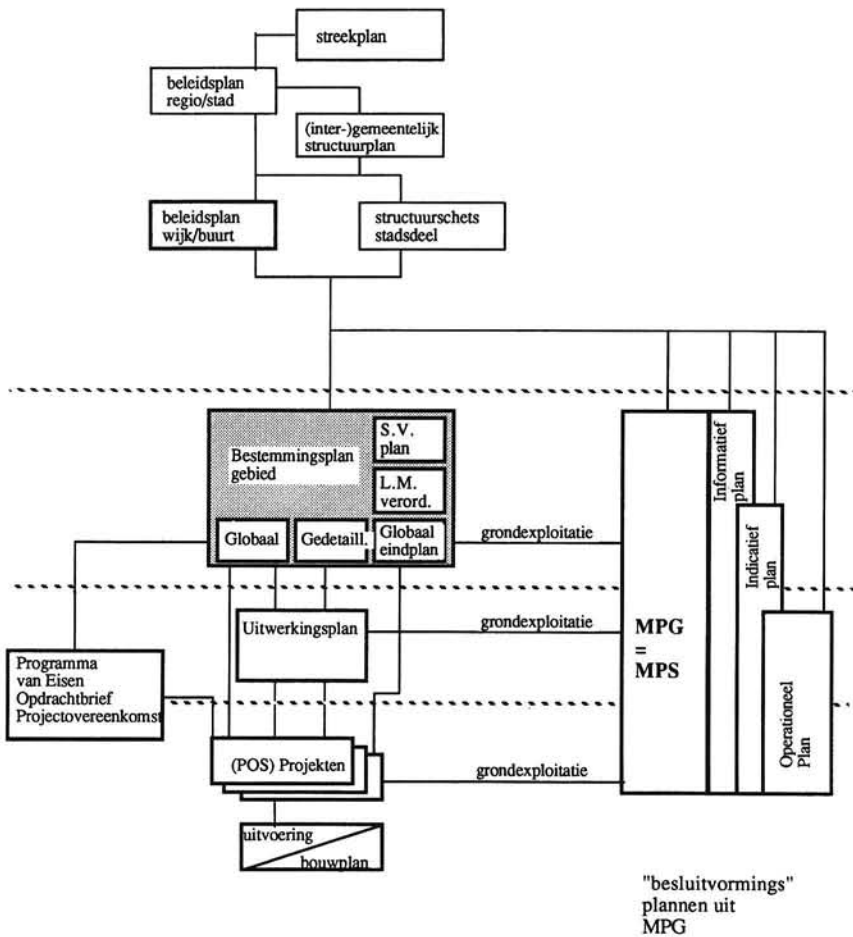 streekplan
beleidsplan
regio/stad
(inter-)gemeentelijk
structuurplan
beleidsplan
wijk/buurt
structuurschets
stadsdeel
S.V.
plan
Bestemmingsplan
gebied
L.M.
verord.
Globaal
Gedetaill.
Globaal
eindplan
grondexploitatie
Informatief
plan
Indicatief
plan
Uitwerkingsplan
grondexploitatie
MPG
=
MPS
Programma
van Eisen
Opdrachtbrief
Projectovereenkomst
Operationeel
Plan
(POS) Projekten
grondexploitatie
uitvoering
bouwplan
"besluitvormings"
plannen uit
MPG